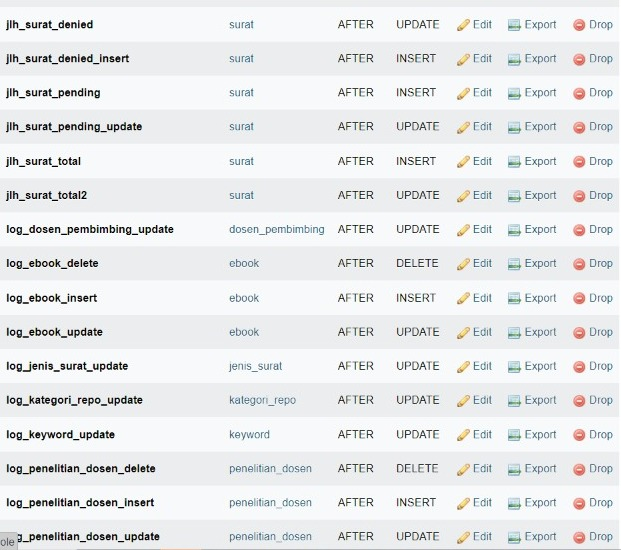 jlh_surat_denied surat AFTER UPDATE Edit Export Drop
jlh_surat_denied_insert surat AFTER INSERT Edit Export Drop
jlh_surat_pending surat AFTER INSERT Edit Export Drop
jlh_surat_pending_update surat AFTER UPDATE Edit Export Drop
jlh_surat_total surat AFTER INSERT Edit Export Drop
jlh_surat_total2 surat AFTER UPDATE Edit Export Drop
log_dosen_pembimbing_update dosen_pembimbing AFTER UPDATE Edit Export Drop
log_ebook_delete ebook AFTER DELETE Edit Export Drop
log_ebook_insert ebook AFTER INSERT Edit Export Drop
log_ebook_update ebook AFTER UPDATE Edit Export Drop
log_jenis_surat_update jenis_surat AFTER UPDATE Edit Export Drop
log_kategori_repo_update kategori_repo AFTER UPDATE Edit Export Drop
log_keyword_update keyword AFTER UPDATE Edit Export Drop
log_penelitian_dosen_delete penelitian_dosen AFTER DELETE Edit Export Drop
log_penelitian_dosen_insert penelitian_dosen AFTER INSERT Edit Export Drop
ole g_penelitian_dosen_update penelitian_dosen AFTER UPDATE Edit Export Drop